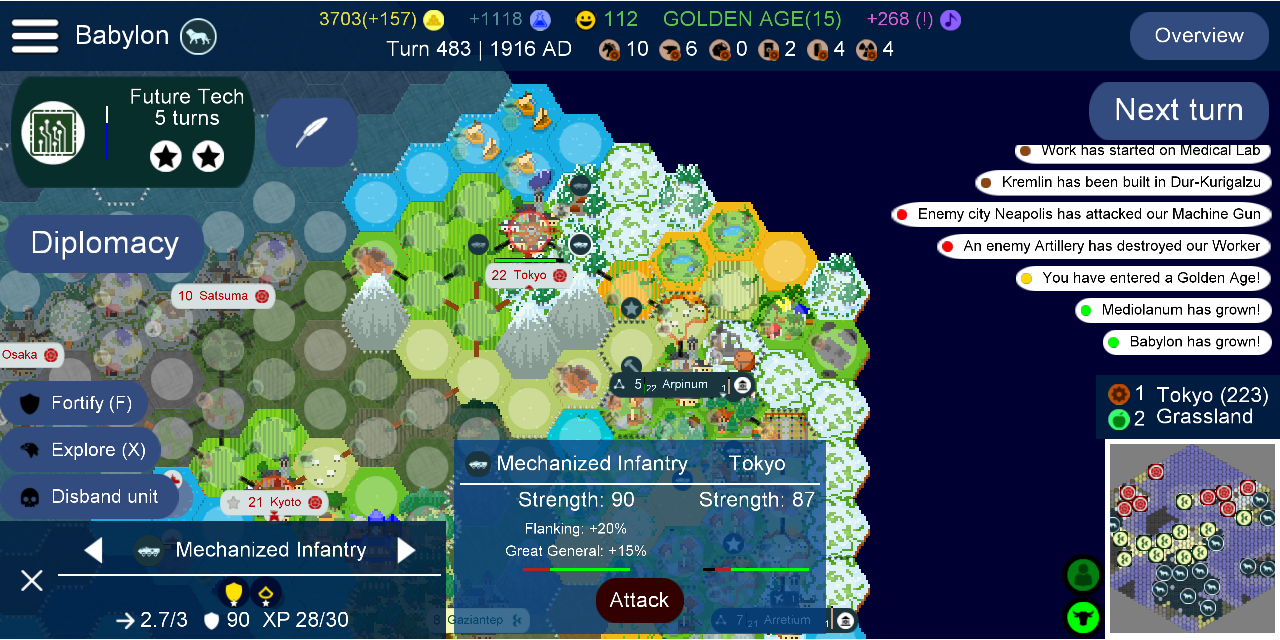 Babylon
3703(+157) +1118 112 GOLDEN AGE(15) +268 (!)
Turn 483 | 1916 AD 10 6 0 2 4 4
Overview
Future Tech
5 turns
Next turn
Work has started on Medical Lab
Kremlin has been built in Dur-Kurigalzu
Enemy city Neapolis has attacked our Machine Gun
An enemy Artillery has destroyed our Worker
You have entered a Golden Age!
Mediolanum has grown!
Babylon has grown!
Diplomacy
22 Tokyo
10 Satsuma
Osaka
5 22 Arpinum 1
1 Tokyo (223)
2 Grassland
Fortify (F)
Explore (X)
Disband unit
21 Kyoto
Mechanized Infantry Tokyo
Strength: 90 Strength: 87
Flanking: +20%
Great General: +15%
Attack
Mechanized Infantry
2.7/3 90 XP 28/30
8 Gaziantep
7 21 Arretium 1